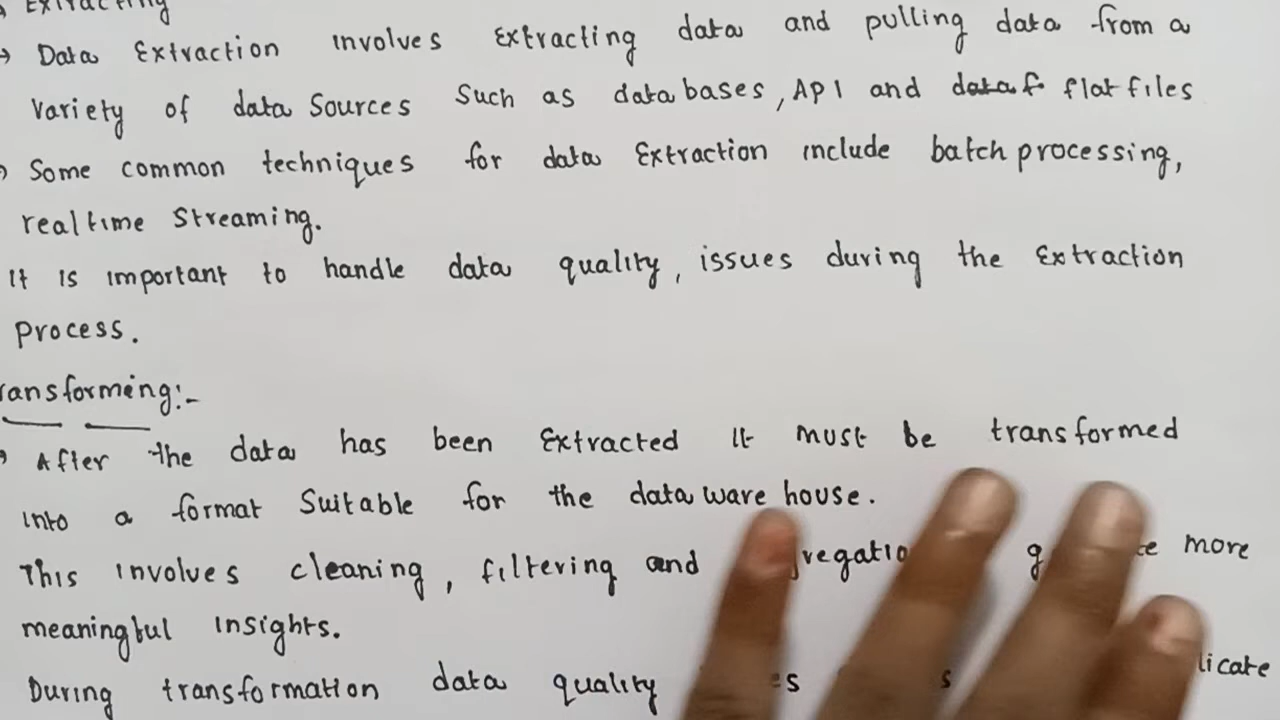 Extracting
→ Data Extraction involves extracting data and pulling data from a
variety of data sources such as databases, API and flat files
Some common techniques for data Extraction include batch processing,
realtime streaming.
It is important to handle data quality, issues during the Extraction
process.
ransforming:-
After the data has been Extracted It must be transformed
into a format suitable for the data ware house.
This involves cleaning, filtering and more
meaningful insights.
During transformation data quality